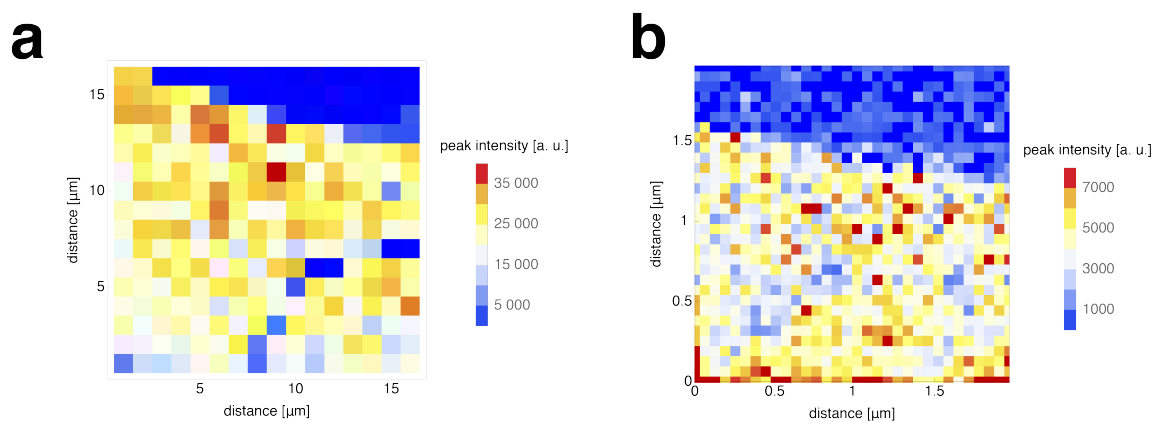 a
b
15
10
5
5
10
15
distance [µm]
distance [µm]
peak intensity [a. u.]
35 000
25 000
15 000
5 000
1.5
1
0.5
0
0
0.5
1
1.5
distance [µm]
distance [µm]
peak intensity [a. u.]
7000
5000
3000
1000